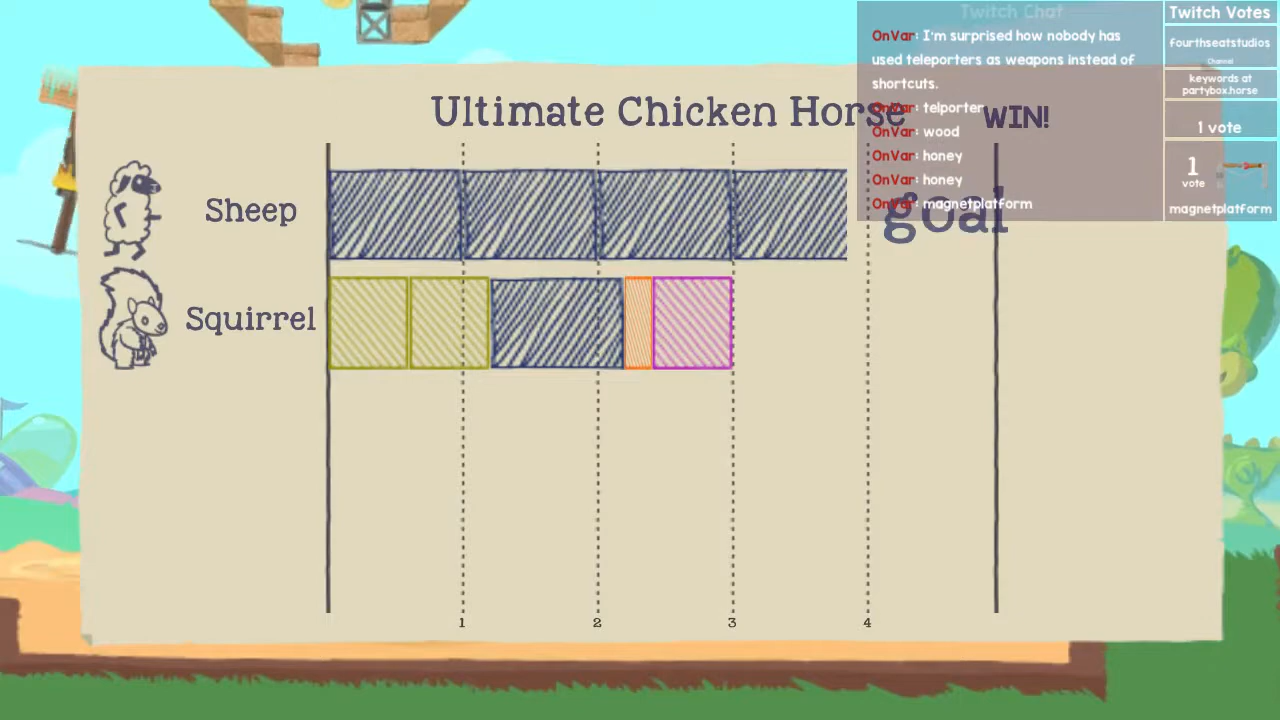 Twitch Chat
OnVar: I'm surprised how nobody has
used teleporters as weapons instead of
shortcuts.
OnVar: telporter
OnVar: wood
OnVar: honey
OnVar: honey
OnVar: magnetplatform
Twitch Votes
fourthseatstudios
Channel
keywords at
partybox.horse
1 vote
1
vote
magnetplatform
Ultimate Chicken Horse
WIN!
Sheep
goal
Squirrel
1 2 3 4